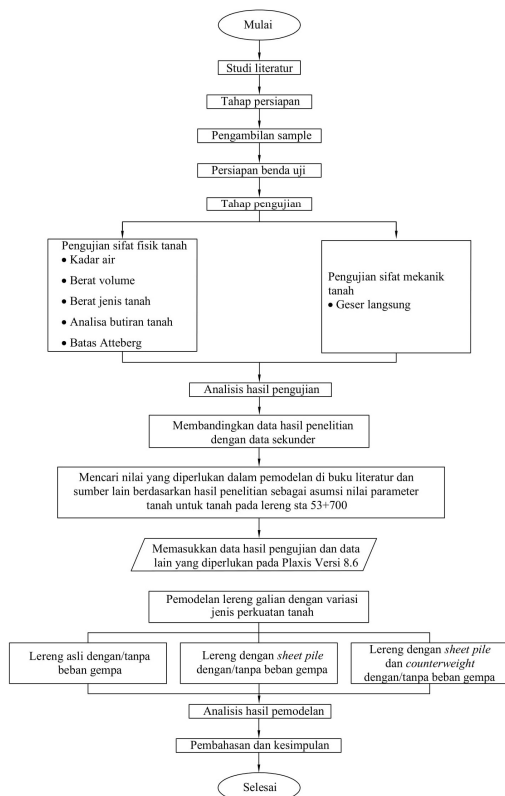 Mulai
Studi literatur
Tahap persiapan
Pengambilan sample
Persiapan benda uji
Tahap pengujian
Pengujian sifat fisik tanah
• Kadar air
• Berat volume
• Berat jenis tanah
• Analisa butiran tanah
• Batas Atteberg
Pengujian sifat mekanik
tanah
• Geser langsung
Analisis hasil pengujian
Membandingkan data hasil penelitian
dengan data sekunder
Mencari nilai yang diperlukan dalam pemodelan di buku literatur dan
sumber lain berdasarkan hasil penelitian sebagai asumsi nilai parameter
tanah untuk tanah pada lereng sta 53+700
Memasukkan data hasil pengujian dan data
lain yang diperlukan pada Plaxis Versi 8.6
Pemodelan lereng galian dengan variasi
jenis perkuatan tanah
Lereng asli dengan/tanpa
beban gempa
Lereng dengan sheet pile
dengan/tanpa beban gempa
Lereng dengan sheet pile
dan counterweight
dengan/tanpa beban gempa
Analisis hasil pemodelan
Pembahasan dan kesimpulan
Selesai